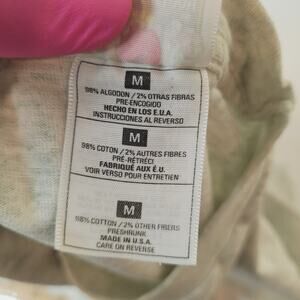 M
98% ALGODON / 2% OTRAS FIBRAS
PRE-ENCOGIDO
HECHO EN LOS E.U.A.
INSTRUCCIONES AL REVERSO
M
98% COTON / 2% AUTRES FIBRES
PRÉ-RÉTRÉCI
FABRIQUÉ AUX É.U.
VOIR VERSO POUR ENTRETIEN
M
98% COTTON / 2% OTHER FIBERS
PRESHRUNK
MADE IN U.S.A.
CARE ON REVERSE